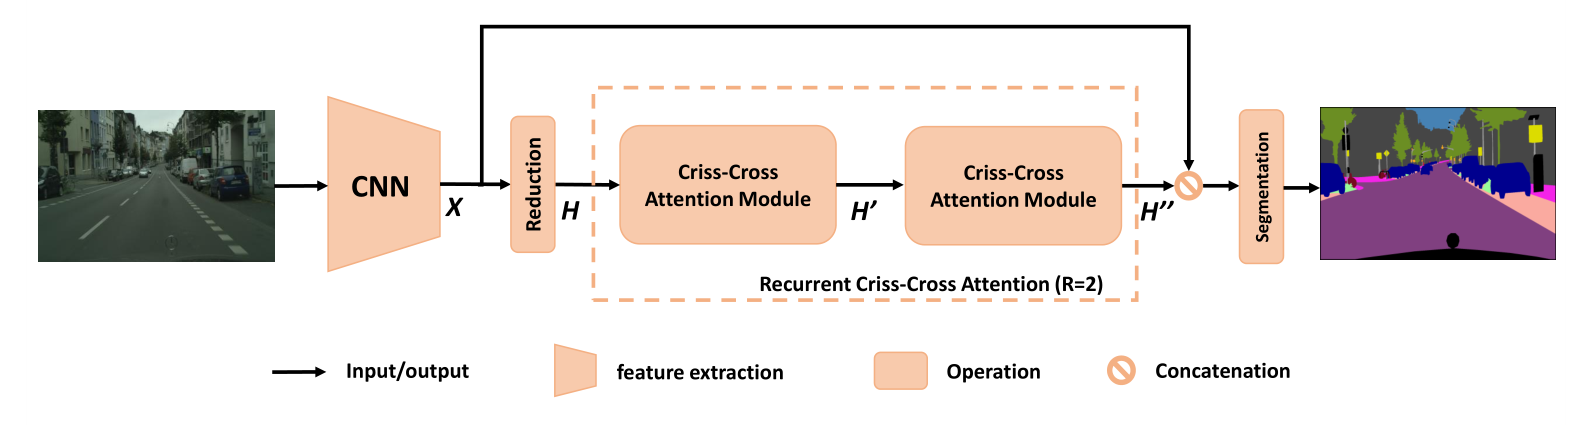 CNN
X
Reduction
H
Criss-Cross
Attention Module
H’
Criss-Cross
Attention Module
H’’
Segmentation
Recurrent Criss-Cross Attention (R=2)
Input/output
feature extraction
Operation
Concatenation